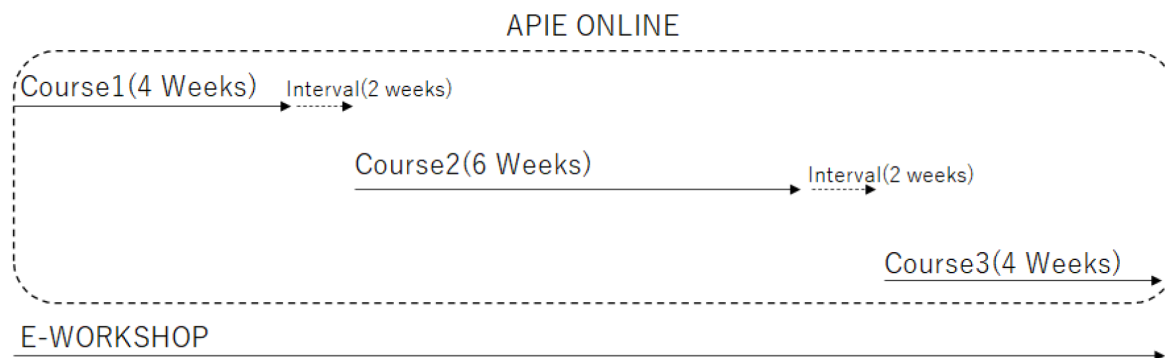 APIE ONLINE
Course1(4 Weeks)
Interval(2 weeks)
Course2(6 Weeks)
Interval(2 weeks)
Course3(4 Weeks)
E-WORKSHOP